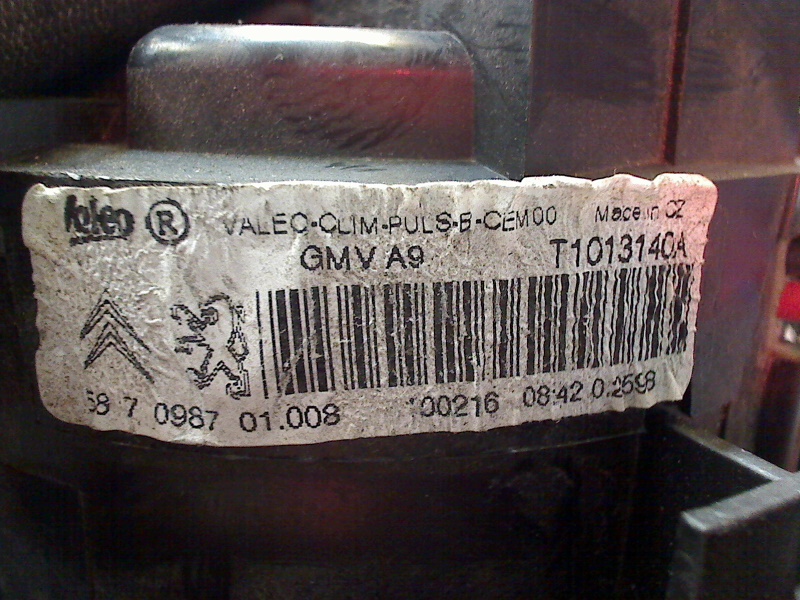 Valeo ® VALEO-CLIM-PULS-B-CEM00 Made in CZ
GMV A9 T1013140A
58 7 0987 01.008 100216 08:42 0.2598